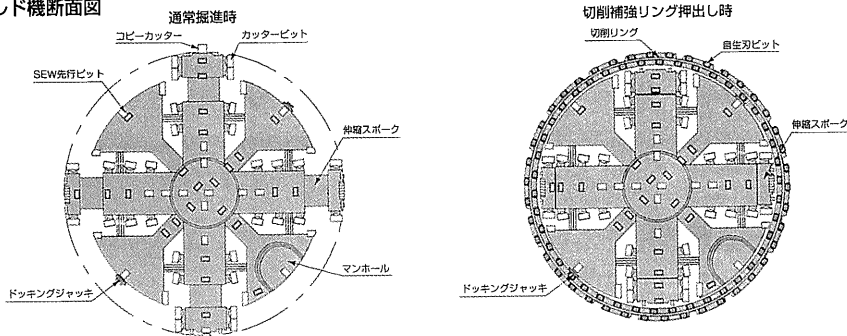 ルド機断面図
通常掘進時
コピーカッター
カッタービット
SEW先行ビット
伸縮スポーク
マンホール
ドッキングジャッキ
切削補強リング押出し時
切削リング
自生刃ビット
伸縮スポーク
ドッキングジャッキ